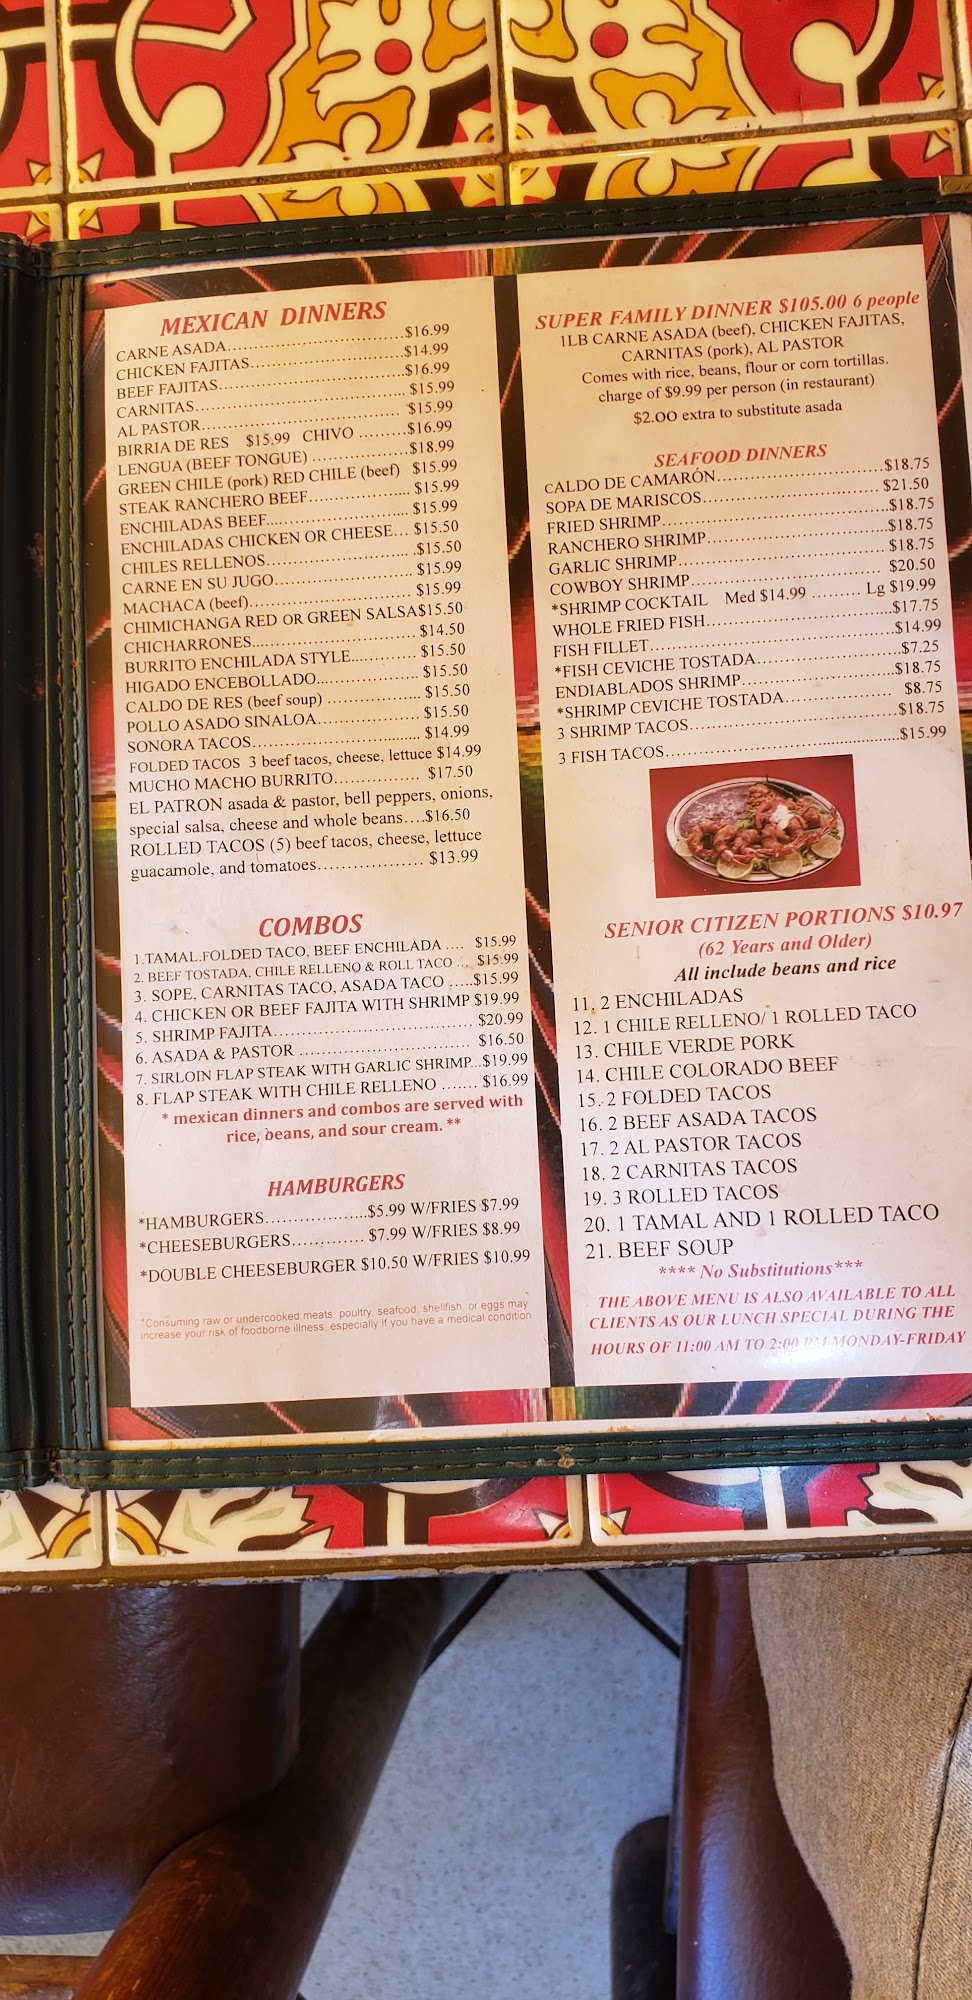 MEXICAN DINNERS
CARNE ASADA....................................$16.99
CHICKEN FAJITAS...............................$14.99
BEEF FAJITAS.....................................$16.99
CARNITAS......................................... $15.99
AL PASTOR........................................ $15.99
BIRRIA DE RES $15.99 CHIVO .........$16.99
LENGUA (BEEF TONGUE) ..................$18.99
GREEN CHILE (pork) RED CHILE (beef) $15.99
STEAK RANCHERO BEEF................... $15.99
ENCHILADAS BEEF............................ $15.99
ENCHILADAS CHICKEN OR CHEESE... $15.50
CHILES RELLENOS.............................$15.50
CARNE EN SU JUGO............................$15.99
MACHACA (beef)................................$15.99
CHIMICHANGA RED OR GREEN SALSA$15.50
CHICHARRONES............................... $14.50
BURRITO ENCHILADA STYLE............ $15.50
HIGADO ENCEBOLLADO................... $15.50
CALDO DE RES (beef soup) ................. $15.50
POLLO ASADO SINALOA................... $15.50
SONORA TACOS................................ $14.99
FOLDED TACOS 3 beef tacos, cheese, lettuce $14.99
MUCHO MACHO BURRITO................ $17.50
EL PATRON asada & pastor, bell peppers, onions,
special salsa, cheese and whole beans....$16.50
ROLLED TACOS (5) beef tacos, cheese, lettuce
guacamole, and tomatoes.................... $13.99
COMBOS
1.TAMAL.FOLDED TACO, BEEF ENCHILADA .... $15.99
2. BEEF TOSTADA, CHILE RELLENO & ROLL TACO ... $15.99
3. SOPE, CARNITAS TACO, ASADA TACO .....$15.99
4. CHICKEN OR BEEF FAJITA WITH SHRIMP $19.99
5. SHRIMP FAJITA..................................... $20.99
6. ASADA & PASTOR ................................ $16.50
7. SIRLOIN FLAP STEAK WITH GARLIC SHRIMP...$19.99
8. FLAP STEAK WITH CHILE RELLENO ....... $16.99
* mexican dinners and combos are served with
rice, beans, and sour cream. **
HAMBURGERS
*HAMBURGERS...................$5.99 W/FRIES $7.99
*CHEESEBURGERS............. $7.99 W/FRIES $8.99
*DOUBLE CHEESEBURGER $10.50 W/FRIES $10.99
*Consuming raw or undercooked meats, poultry, seafood, shellfish, or eggs may
increase your risk of foodborne illness, especially if you have a medical condition
SUPER FAMILY DINNER $105.00 6 people
1LB CARNE ASADA (beef), CHICKEN FAJITAS,
CARNITAS (pork), AL PASTOR
Comes with rice, beans, flour or corn tortillas.
charge of $9.99 per person (in restaurant)
$2.00 extra to substitute asada
SEAFOOD DINNERS
CALDO DE CAMARÓN...............................$18.75
SOPA DE MARISCOS................................. $21.50
FRIED SHRIMP..........................................$18.75
RANCHERO SHRIMP..................................$18.75
GARLIC SHRIMP...................................... $18.75
COWBOY SHRIMP..................................... $20.50
*SHRIMP COCKTAIL Med $14.99 ......... Lg $19.99
WHOLE FRIED FISH...................................$17.75
FISH FILLET.............................................$14.99
*FISH CEVICHE TOSTADA..........................$7.25
ENDIABLADOS SHRIMP............................$18.75
*SHRIMP CEVICHE TOSTADA.................... $8.75
3 SHRIMP TACOS......................................$18.75
3 FISH TACOS...........................................$15.99
SENIOR CITIZEN PORTIONS $10.97
(62 Years and Older)
All include beans and rice
11. 2 ENCHILADAS
12. 1 CHILE RELLENO/ 1 ROLLED TACO
13. CHILE VERDE PORK
14. CHILE COLORADO BEEF
15. 2 FOLDED TACOS
16. 2 BEEF ASADA TACOS
17. 2 AL PASTOR TACOS
18. 2 CARNITAS TACOS
19. 3 ROLLED TACOS
20. 1 TAMAL AND 1 ROLLED TACO
21. BEEF SOUP
**** No Substitutions***
THE ABOVE MENU IS ALSO AVAILABLE TO ALL
CLIENTS AS OUR LUNCH SPECIAL DURING THE
HOURS OF 11:00 AM TO 2:00 PM MONDAY-FRIDAY